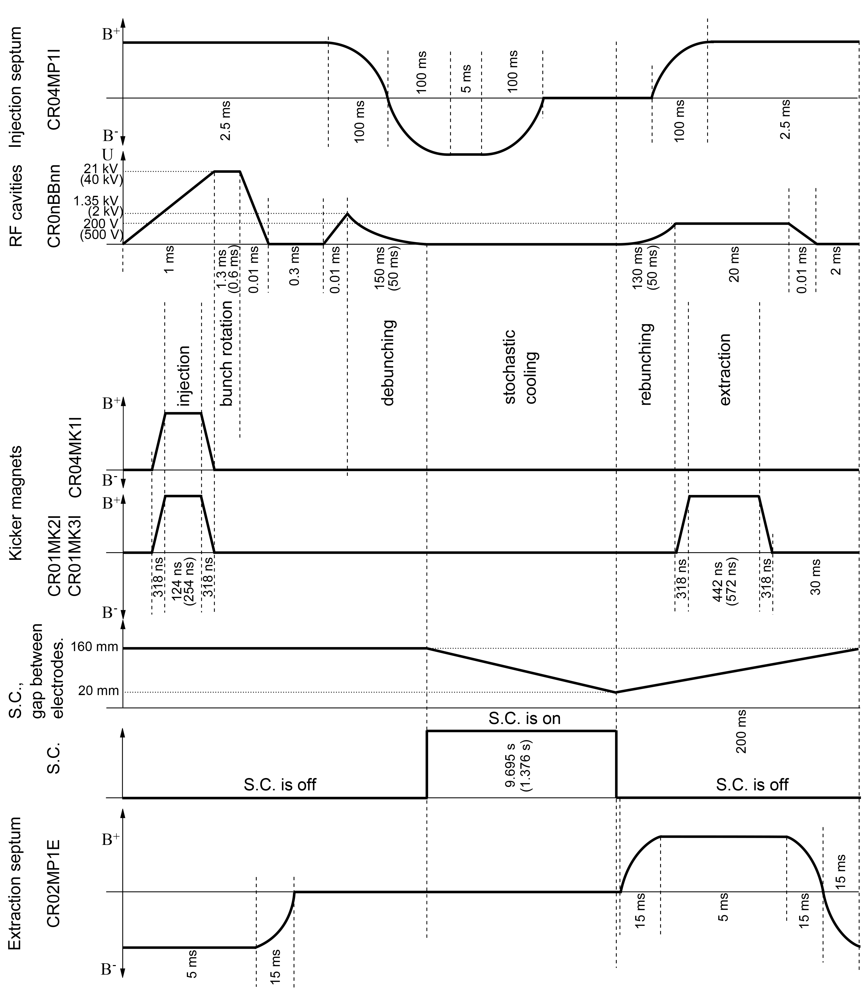 Injection septum
CR04MP1I
B+
B-
2.5 ms
100 ms
100 ms
5 ms
100 ms
100 ms
2.5 ms
RF cavities
CR0nBBnn
U
21 kV
(40 kV)
1.35 kV
(2 kV)
200 V
(500 V)
1 ms
1.3 ms
(0.6 ms)
0.01 ms
0.3 ms
0.01 ms
150 ms
(50 ms)
130 ms
(50 ms)
20 ms
0.01 ms
2 ms
injection
bunch rotation
debunching
stochastic
cooling
rebunching
extraction
Kicker magnets
CR04MK1I
B+
B-
CR01MK2I
CR01MK3I
B+
B-
318 ns
124 ns
(254 ns)
318 ns
318 ns
442 ns
(572 ns)
318 ns
30 ms
S.C.,
gap between
electrodes.
160 mm
20 mm
200 ms
S.C.
S.C. is on
9.695 s
(1.376 s)
S.C. is off
S.C. is off
Extraction septum
CR02MP1E
B+
B-
5 ms
15 ms
15 ms
5 ms
15 ms
15 ms